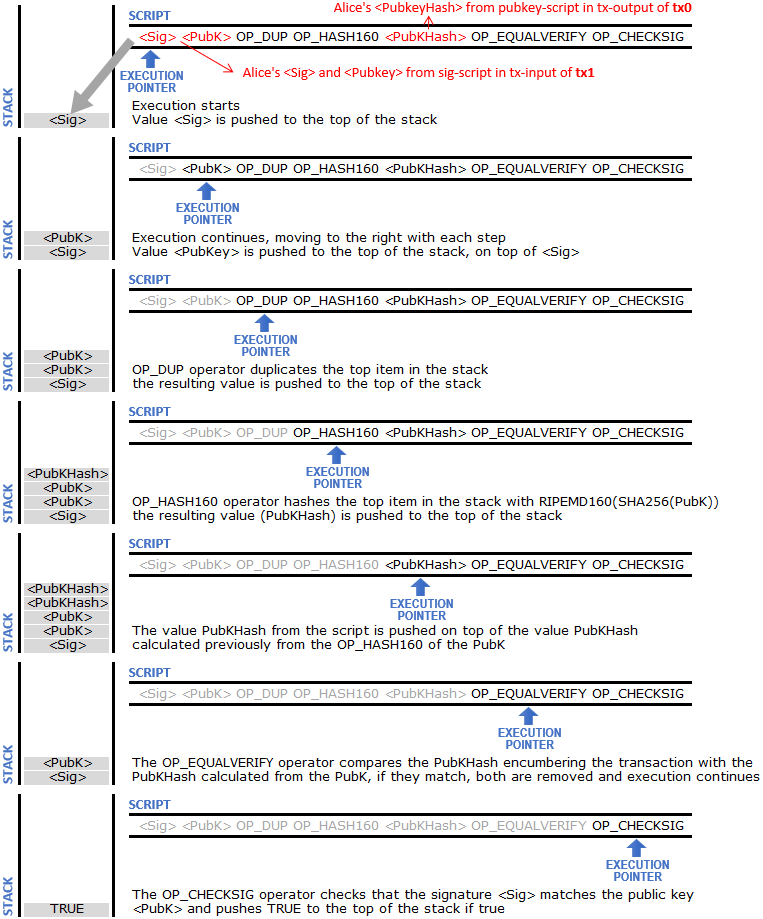 Alice's <PubkeyHash> from pubkey-script in tx-output of tx0
SCRIPT
<Sig> <PubK> OP_DUP OP_HASH160 <PubKHash> OP_EQUALVERIFY OP_CHECKSIG
EXECUTION
POINTER
Alice's <Sig> and <Pubkey> from sig-script in tx-input of tx1
STACK
<Sig>
Execution starts
Value <Sig> is pushed to the top of the stack
SCRIPT
<Sig> <PubK> OP_DUP OP_HASH160 <PubKHash> OP_EQUALVERIFY OP_CHECKSIG
EXECUTION
POINTER
STACK
<PubK>
<Sig>
Execution continues, moving to the right with each step
Value <PubKey> is pushed to the top of the stack, on top of <Sig>
SCRIPT
<Sig> <PubK> OP_DUP OP_HASH160 <PubKHash> OP_EQUALVERIFY OP_CHECKSIG
EXECUTION
POINTER
STACK
<PubK>
<PubK>
<Sig>
OP_DUP operator duplicates the top item in the stack
the resulting value is pushed to the top of the stack
SCRIPT
<Sig> <PubK> OP_DUP OP_HASH160 <PubKHash> OP_EQUALVERIFY OP_CHECKSIG
EXECUTION
POINTER
STACK
<PubKHash>
<PubK>
<PubK>
<Sig>
OP_HASH160 operator hashes the top item in the stack with RIPEMD160(SHA256(PubK))
the resulting value (PubKHash) is pushed to the top of the stack
SCRIPT
<Sig> <PubK> OP_DUP OP_HASH160 <PubKHash> OP_EQUALVERIFY OP_CHECKSIG
EXECUTION
POINTER
STACK
<PubKHash>
<PubKHash>
<PubK>
<PubK>
<Sig>
The value PubKHash from the script is pushed on top of the value PubKHash
calculated previously from the OP_HASH160 of the PubK
SCRIPT
<Sig> <PubK> OP_DUP OP_HASH160 <PubKHash> OP_EQUALVERIFY OP_CHECKSIG
EXECUTION
POINTER
STACK
<PubK>
<Sig>
The OP_EQUALVERIFY operator compares the PubKHash encumbering the transaction with the
PubKHash calculated from the PubK, if they match, both are removed and execution continues
SCRIPT
<Sig> <PubK> OP_DUP OP_HASH160 <PubKHash> OP_EQUALVERIFY OP_CHECKSIG
EXECUTION
POINTER
STACK
TRUE
The OP_CHECKSIG operator checks that the signature <Sig> matches the public key
<PubK> and pushes TRUE to the top of the stack if true